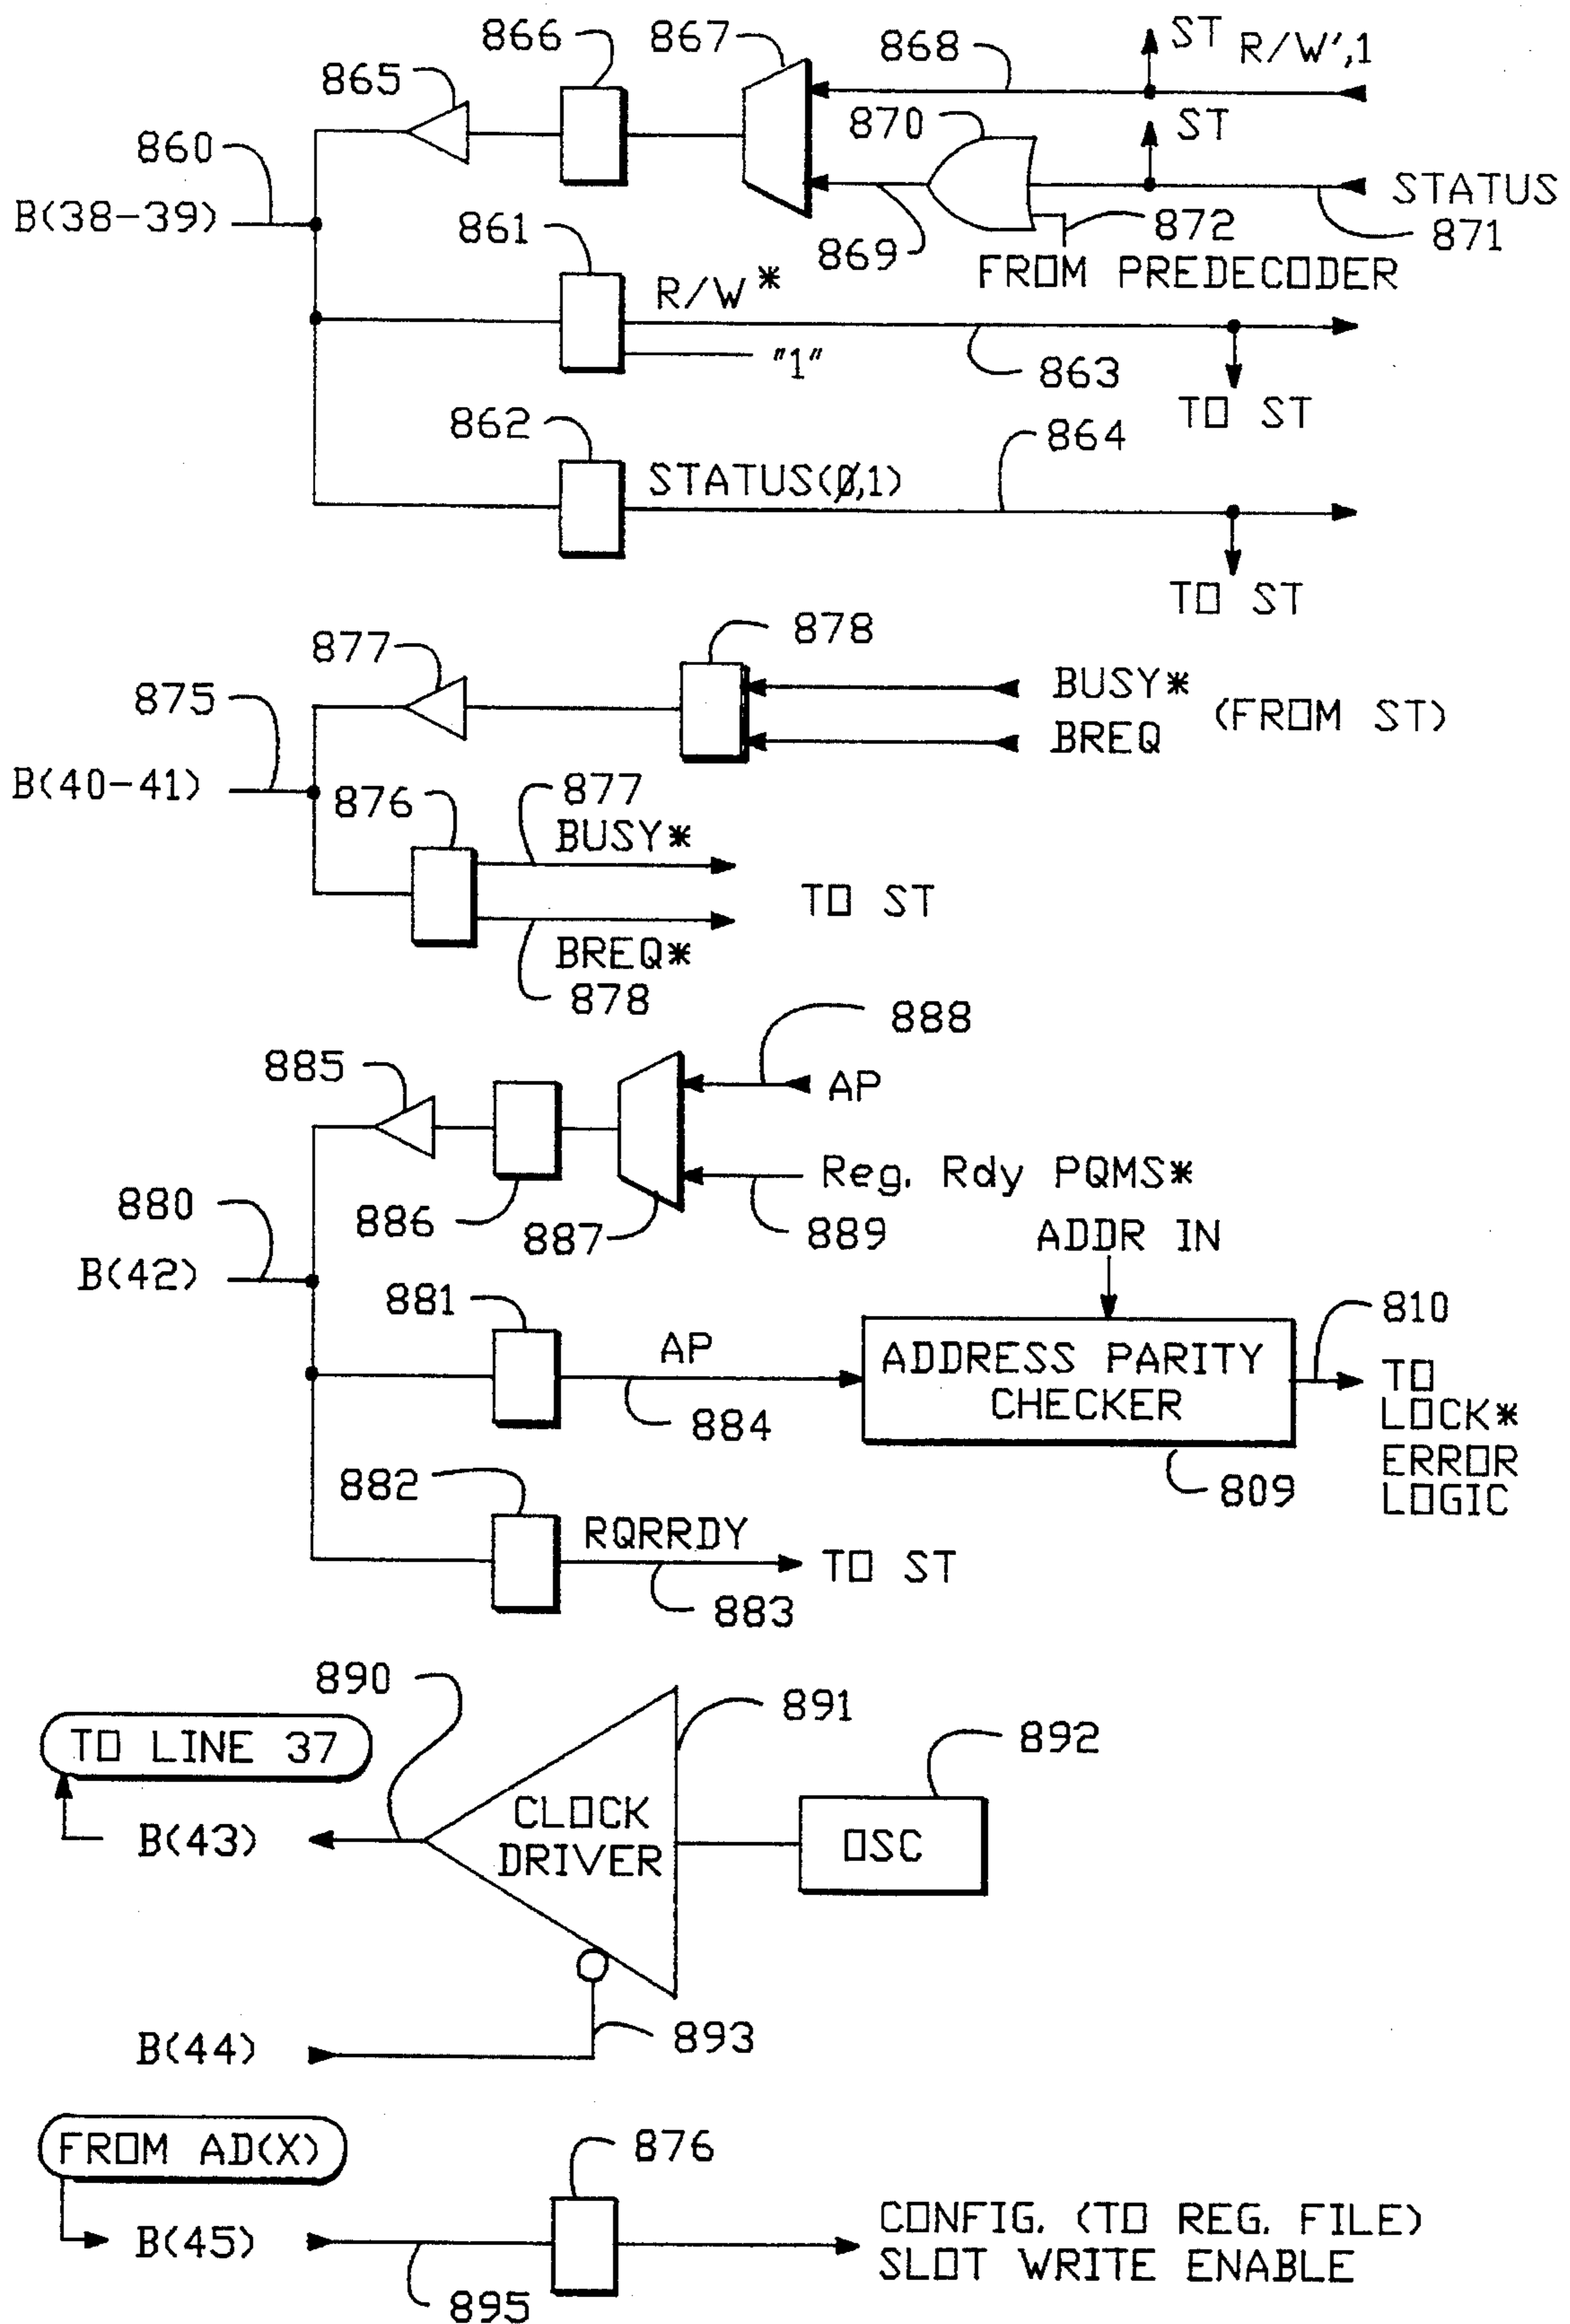 866
867
868
ST R/W',1
865
870
ST
860
B(38-39)
STATUS
861
869
872
871
FROM PREDECODER
R/W*
"1"
863
TO ST
862
864
STATUS(0,1)
TO ST
878
877
875
BUSY*
(FROM ST)
BREQ
B(40-41)
876
877
BUSY*
TO ST
BREQ*
878
888
885
AP
Reg. Rdy PQMS*
880
886
887
889
ADDR IN
B(42)
881
810
AP
ADDRESS PARITY
CHECKER
TO
LOCK*
ERROR
LOGIC
884
882
809
RQRRDY
TO ST
883
890
891
TO LINE 37
892
CLOCK
DRIVER
B(43)
OSC
893
B(44)
FROM AD(X)
876
B(45)
CONFIG. (TO REG. FILE)
SLOT WRITE ENABLE
895